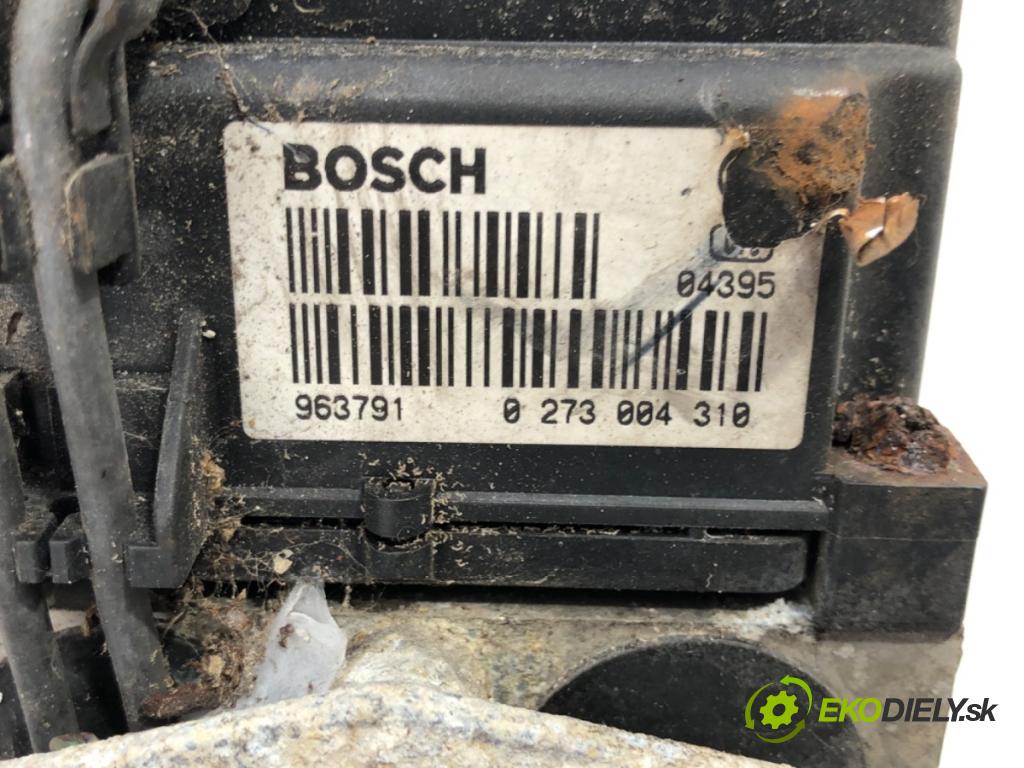 BOSCH
H
04395
963791 0 273 004 310
EKODIELY.sk